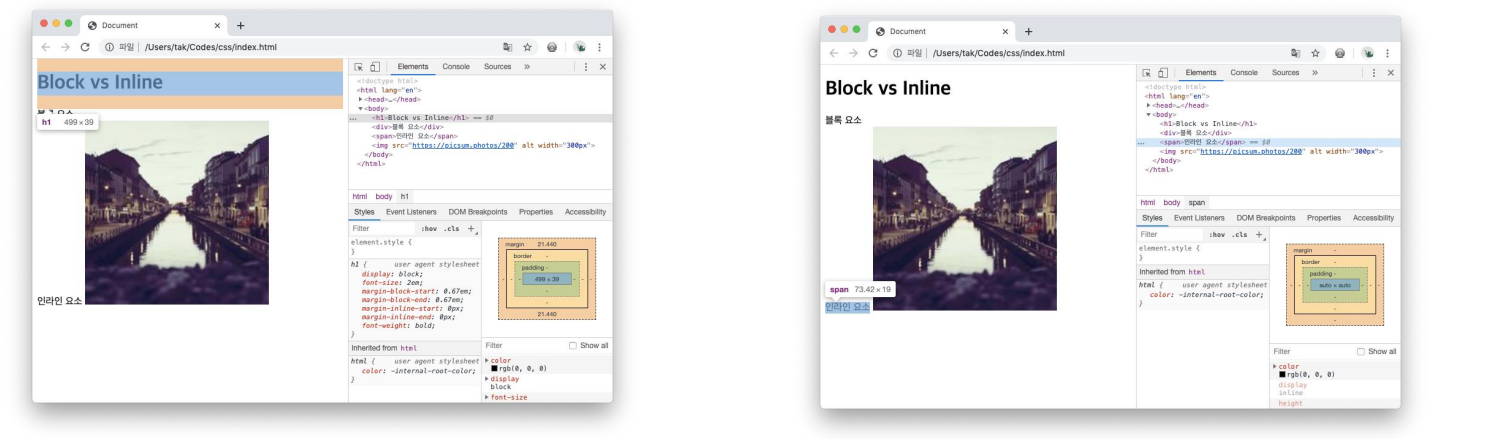 Document
파일 | /Users/tak/Codes/css/index.html
Block vs Inline
h1 499 × 39
인라인 요소
Elements Console Sources »
<!doctype html>
<html lang="en">
<head>…</head>
<body>
… <h1>Block vs Inline</h1> == $0
<div>블록 요소</div>
<span>인라인 요소</span>
<img src="https://picsum.photos/200" alt width="300px">
</body>
</html>
html body h1
Styles Event Listeners DOM Breakpoints Properties Accessibility
Filter :hov .cls +
element.style {
}
h1 { user agent stylesheet
display: block;
font-size: 2em;
margin-block-start: 0.67em;
margin-block-end: 0.67em;
margin-inline-start: 0px;
margin-inline-end: 0px;
font-weight: bold;
}
Inherited from html
html { user agent stylesheet
color: -internal-root-color;
}
margin 21.440
border -
padding -
- - - 499 × 39 - - -
-
-
21.440
Filter Show all
color
rgb(0, 0, 0)
display
block
font-size
Document
파일 | /Users/tak/Codes/css/index.html
Block vs Inline
블록 요소
span 73.42 × 19
인라인 요소
Elements Console Sources »
<!doctype html>
<html lang="en">
<head>…</head>
<body>
<h1>Block vs Inline</h1>
<div>블록 요소</div>
… <span>인라인 요소</span> == $0
<img src="https://picsum.photos/200" alt width="300px">
</body>
</html>
html body span
Styles Event Listeners DOM Breakpoints Properties Accessibility
Filter :hov .cls +
element.style {
}
Inherited from html
html { user agent stylesheet
color: -internal-root-color;
}
margin -
border -
padding -
- - - auto × auto - - -
-
-
-
Filter Show all
color
rgb(0, 0, 0)
display
inline
height